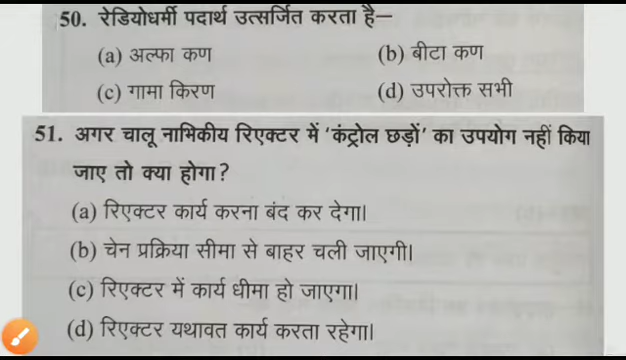 50. रेडियोधर्मी पदार्थ उत्सर्जित करता है—
(a) अल्फा कण (b) बीटा कण
(c) गामा किरण (d) उपरोक्त सभी
51. अगर चालू नाभिकीय रिएक्टर में 'कंट्रोल छड़ों' का उपयोग नहीं किया
जाए तो क्या होगा?
(a) रिएक्टर कार्य करना बंद कर देगा।
(b) चेन प्रक्रिया सीमा से बाहर चली जाएगी।
(c) रिएक्टर में कार्य धीमा हो जाएगा।
(d) रिएक्टर यथावत कार्य करता रहेगा।